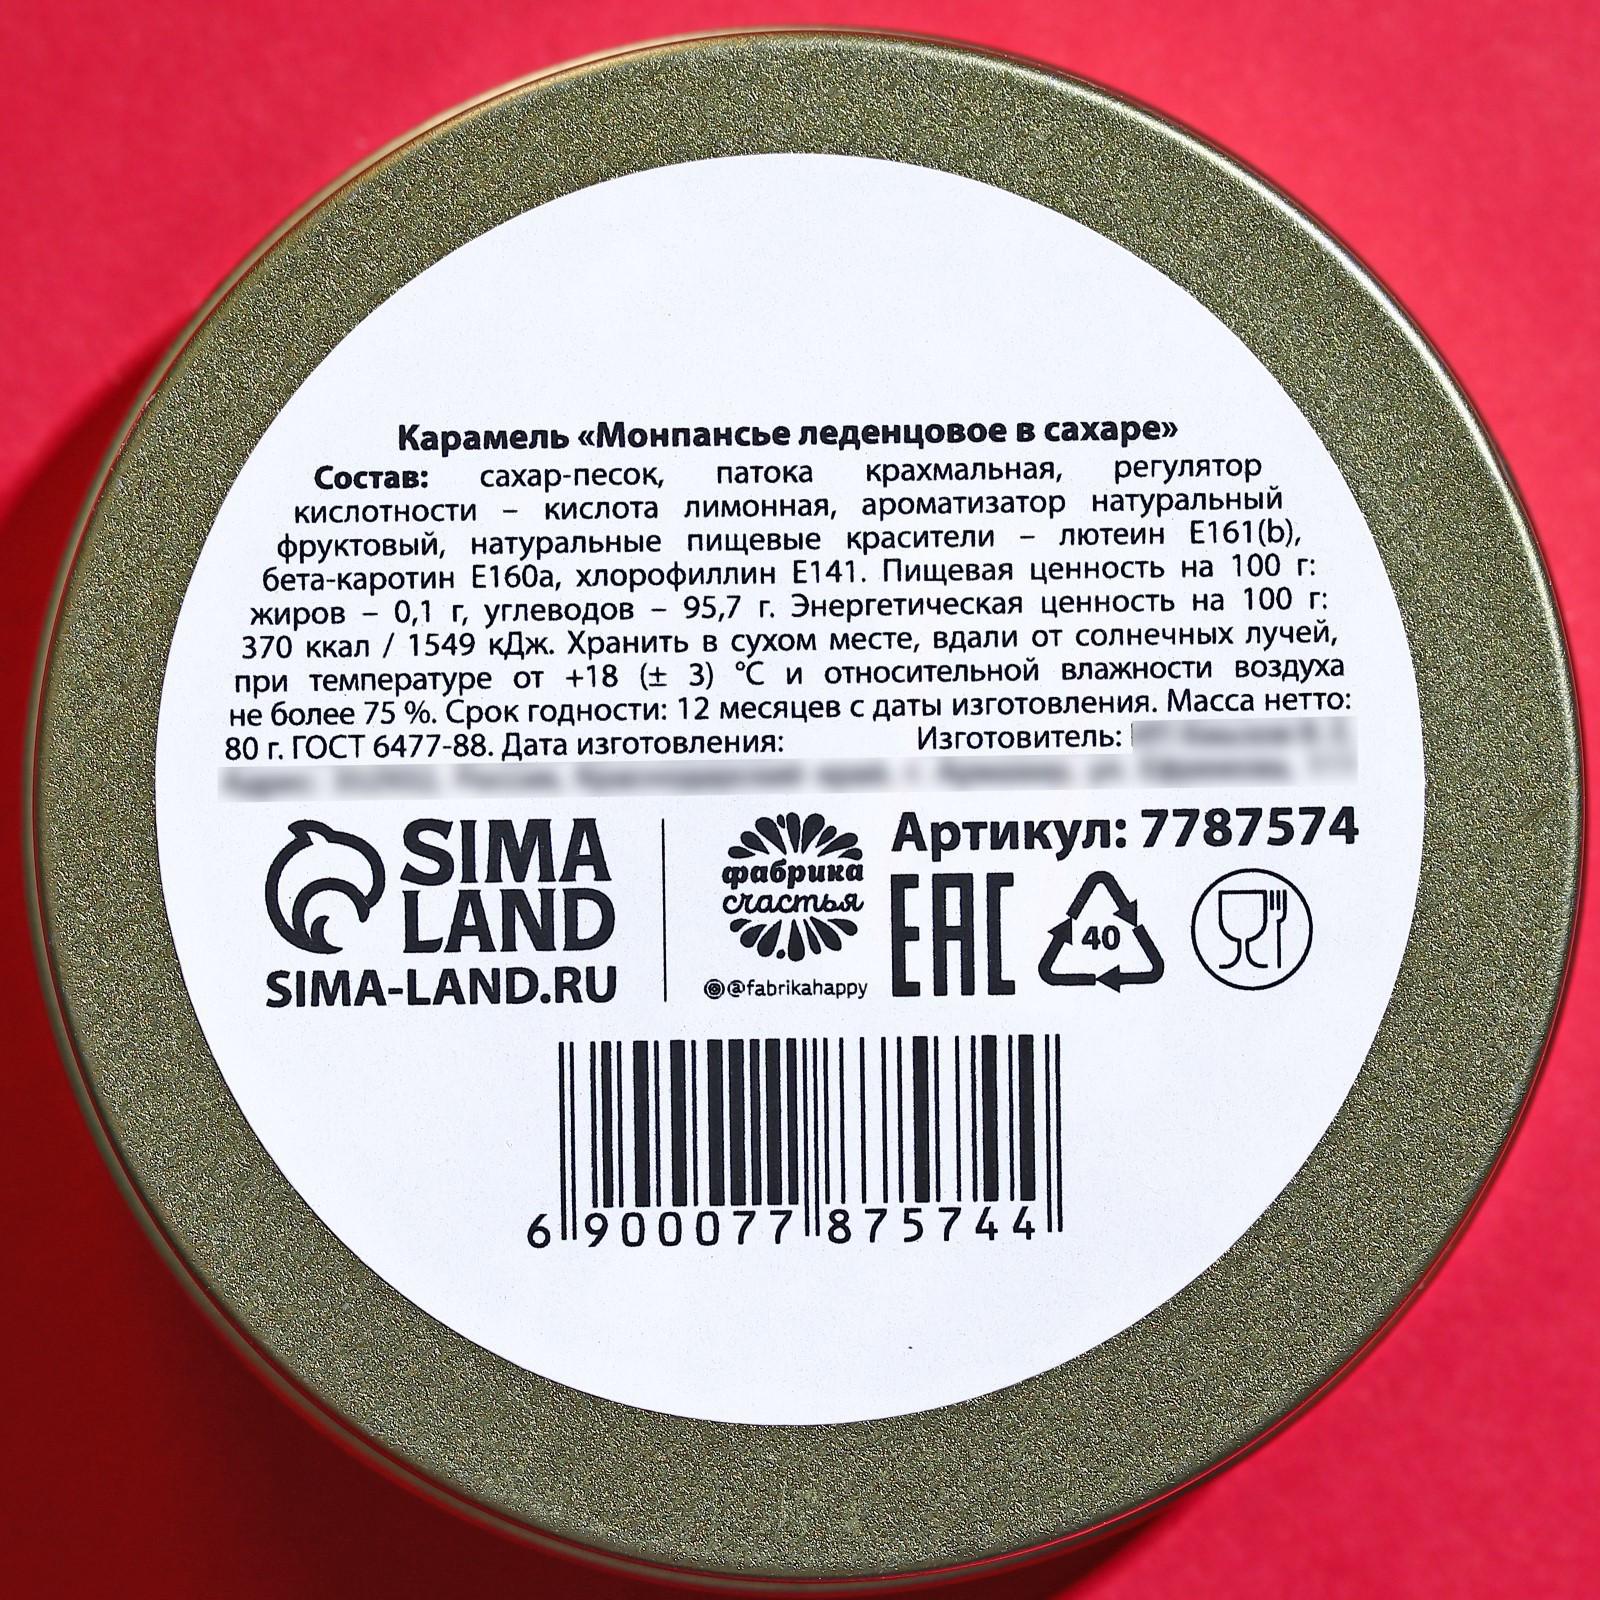 Карамель «Монпансье леденцовое в сахаре»
Состав: сахар-песок, патока крахмальная, регулятор
кислотности – кислота лимонная, ароматизатор натуральный
фруктовый, натуральные пищевые красители – лютеин Е161(b),
бета-каротин Е160а, хлорофиллин Е141. Пищевая ценность на 100 г:
жиров – 0,1 г, углеводов – 95,7 г. Энергетическая ценность на 100 г:
370 ккал / 1549 кДж. Хранить в сухом месте, вдали от солнечных лучей,
при температуре от +18 (± 3) °С и относительной влажности воздуха
не более 75 %. Срок годности: 12 месяцев с даты изготовления. Масса нетто:
80 г. ГОСТ 6477-88. Дата изготовления: Изготовитель:
SIMA
LAND
SIMA-LAND.RU
фабрика
счастья
@fabrikahappy
Артикул: 7787574
EAC
40
6 900077 875744